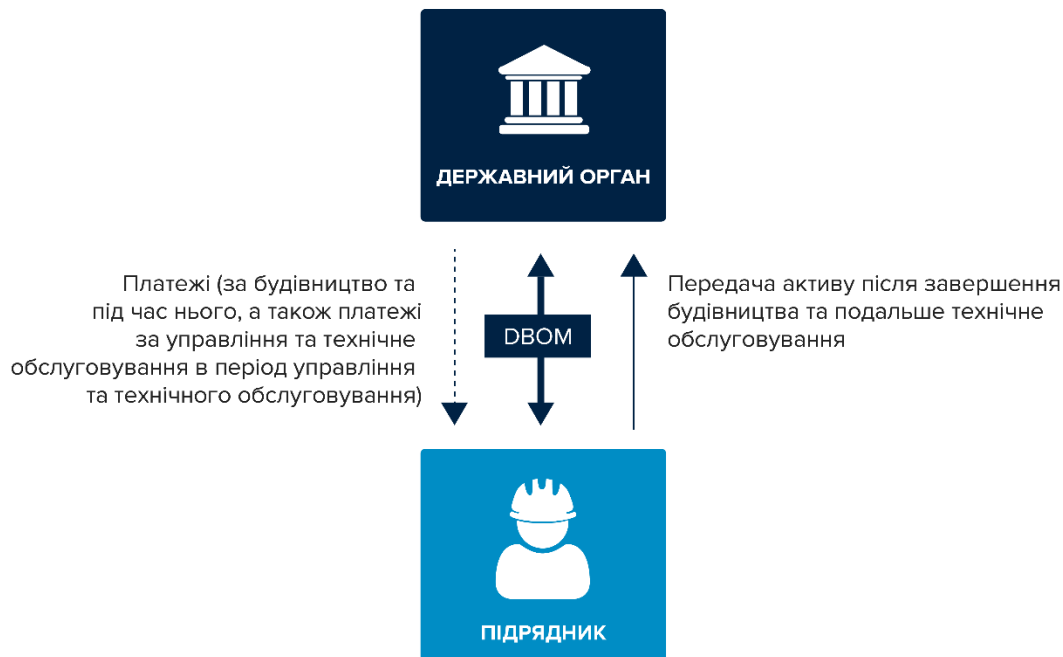 ДЕРЖАВНИЙ ОРГАН
Платежі (за будівництво та
під час нього, а також платежі
за управління та технічне
обслуговування в період управління
та технічного обслуговування)
DBOM
Передача активу після завершення
будівництва та подальше технічне
обслуговування
ПІДРЯДНИК